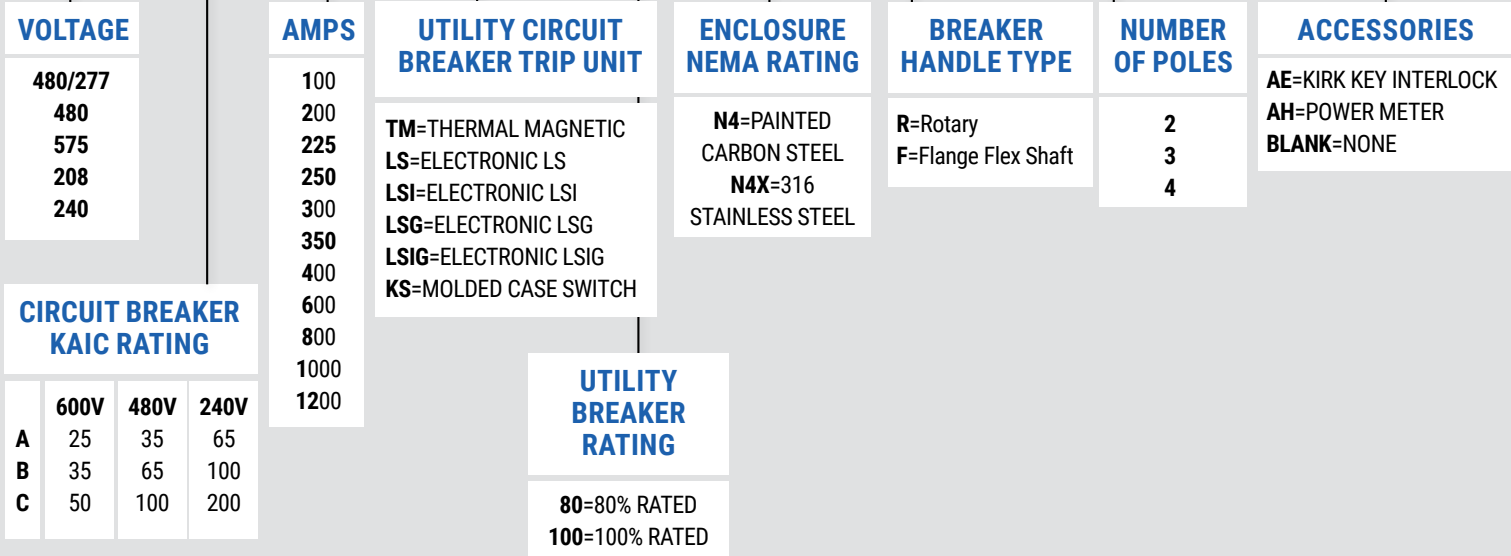 VOLTAGE
480/277
480
575
208
240
CIRCUIT BREAKER
KAIC RATING
600V 480V 240V
A 25 35 65
B 35 65 100
C 50 100 200
AMPS
100
200
225
250
300
350
400
600
800
1000
1200
UTILITY CIRCUIT
BREAKER TRIP UNIT
TM=THERMAL MAGNETIC
LS=ELECTRONIC LS
LSI=ELECTRONIC LSI
LSG=ELECTRONIC LSG
LSIG=ELECTRONIC LSIG
KS=MOLDED CASE SWITCH
UTILITY
BREAKER
RATING
80=80% RATED
100=100% RATED
ENCLOSURE
NEMA RATING
N4=PAINTED
CARBON STEEL
N4X=316
STAINLESS STEEL
BREAKER
HANDLE TYPE
R=Rotary
F=Flange Flex Shaft
NUMBER
OF POLES
2
3
4
ACCESSORIES
AE=KIRK KEY INTERLOCK
AH=POWER METER
BLANK=NONE